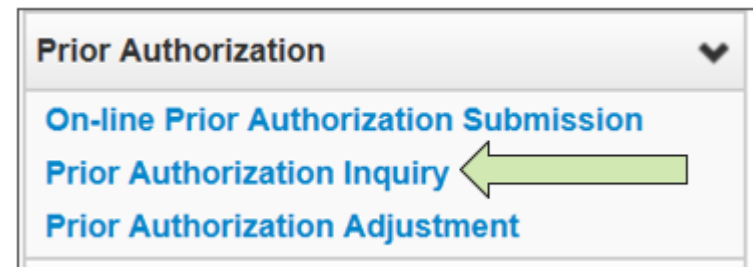 Prior Authorization
On-line Prior Authorization Submission
Prior Authorization Inquiry
Prior Authorization Adjustment